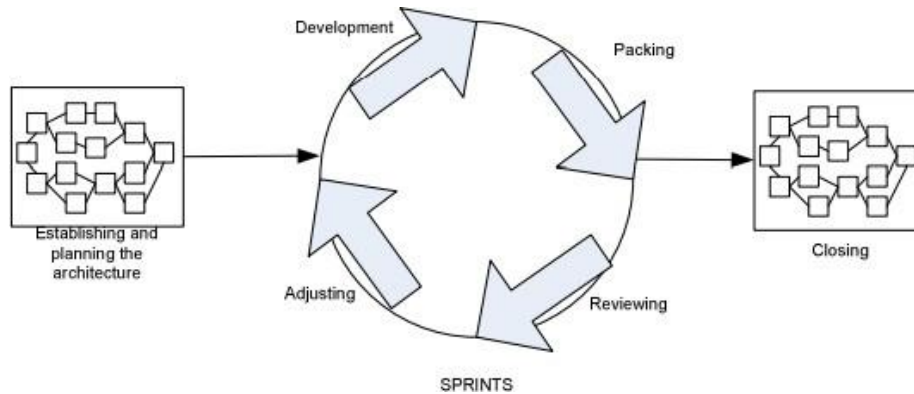 Development
Packing
Establishing and
planning the
architecture
Closing
Adjusting
Reviewing
SPRINTS